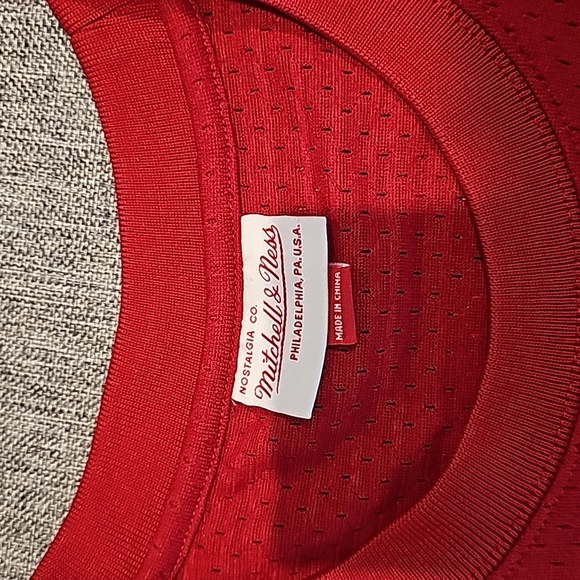 Mitchell & Ness
NOSTALGIA CO.
PHILADELPHIA, PA. U.S.A.
MADE IN CHINA